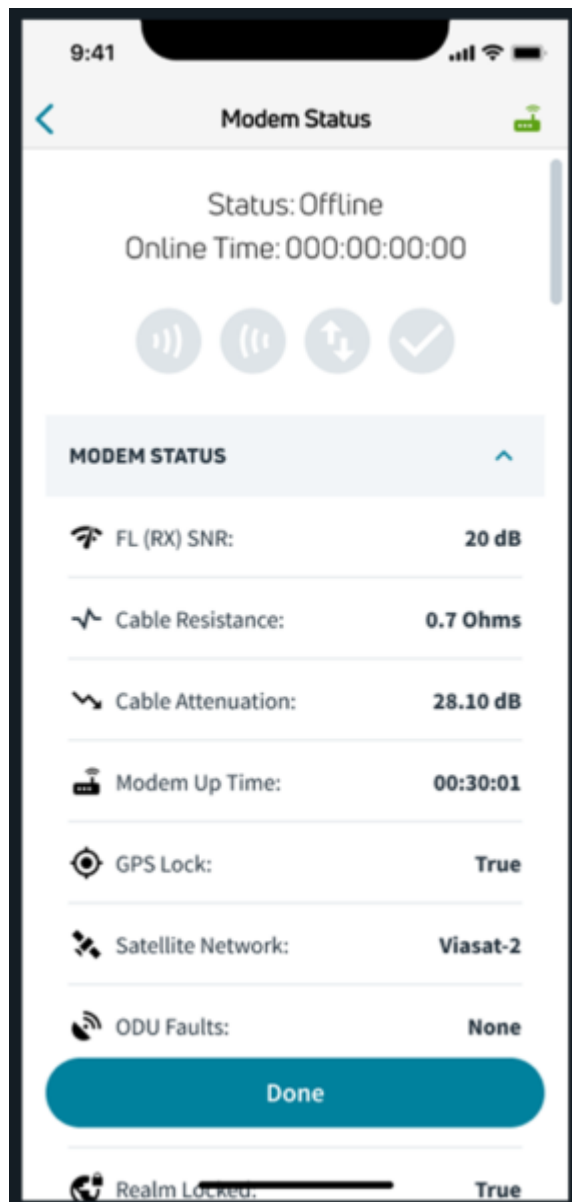 9:41
Modem Status
Status: Offline
Online Time: 000:00:00:00
MODEM STATUS
FL (RX) SNR: 20 dB
Cable Resistance: 0.7 Ohms
Cable Attenuation: 28.10 dB
Modem Up Time: 00:30:01
GPS Lock: True
Satellite Network: Viasat-2
ODU Faults: None
Done
Realm Locked: True